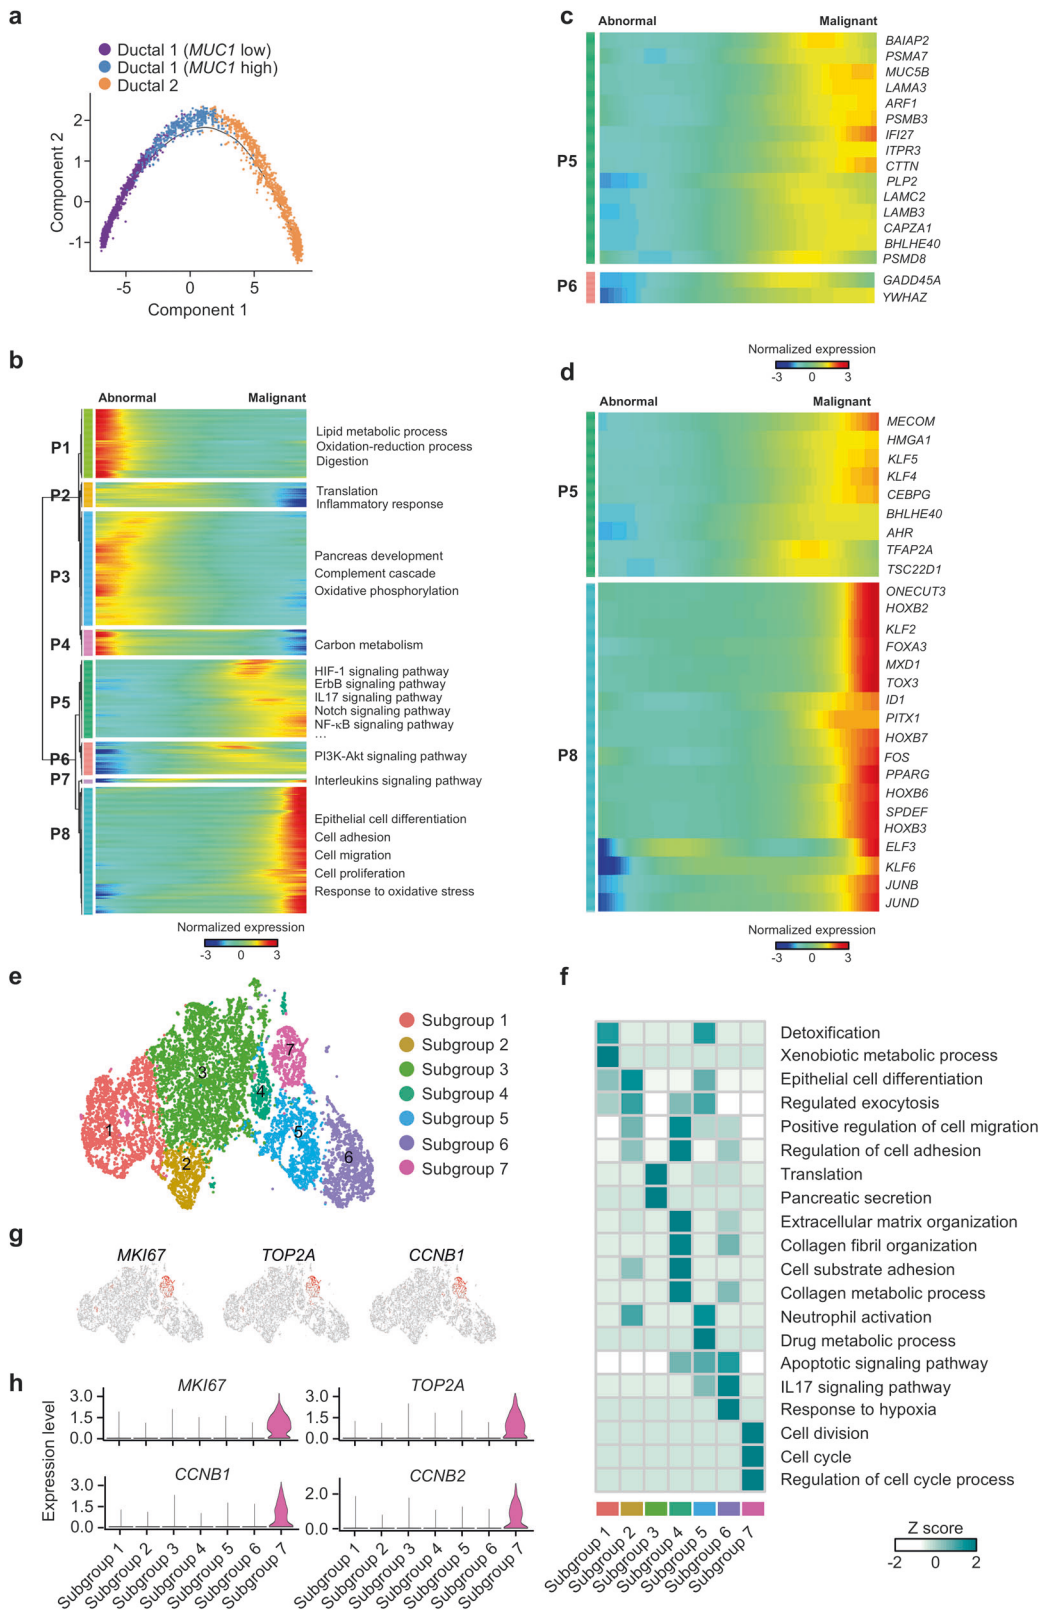 a
Ductal 1 (MUC1 low)
Ductal 1 (MUC1 high)
Ductal 2
Component 2
2
1
0
-1
-5
0
5
Component 1
b
Abnormal
Malignant
P1
Lipid metabolic process
Oxidation-reduction process
Digestion
P2
Translation
Inflammatory response
P3
Pancreas development
Complement cascade
Oxidative phosphorylation
P4
Carbon metabolism
P5
HIF-1 signaling pathway
ErbB signaling pathway
IL17 signaling pathway
Notch signaling pathway
NF-κB signaling pathway
...
P6
PI3K-Akt signaling pathway
P7
Interleukins signaling pathway
P8
Epithelial cell differentiation
Cell adhesion
Cell migration
Cell proliferation
Response to oxidative stress
Normalized expression
-3 0 3
c
Abnormal
Malignant
P5
BAIAP2
PSMA7
MUC5B
LAMA3
ARF1
PSMB3
IFI27
ITPR3
CTTN
PLP2
LAMC2
LAMB3
CAPZA1
BHLHE40
PSMD8
P6
GADD45A
YWHAZ
Normalized expression
-3 0 3
d
Abnormal
Malignant
P5
MECOM
HMGA1
KLF5
KLF4
CEBPG
BHLHE40
AHR
TFAP2A
TSC22D1
P8
ONECUT3
HOXB2
KLF2
FOXA3
MXD1
TOX3
ID1
PITX1
HOXB7
FOS
PPARG
HOXB6
SPDEF
HOXB3
ELF3
KLF6
JUNB
JUND
Normalized expression
-3 0 3
e
1
2
3
4
5
6
7
Subgroup 1
Subgroup 2
Subgroup 3
Subgroup 4
Subgroup 5
Subgroup 6
Subgroup 7
f
Detoxification
Xenobiotic metabolic process
Epithelial cell differentiation
Regulated exocytosis
Positive regulation of cell migration
Regulation of cell adhesion
Translation
Pancreatic secretion
Extracellular matrix organization
Collagen fibril organization
Cell substrate adhesion
Collagen metabolic process
Neutrophil activation
Drug metabolic process
Apoptotic signaling pathway
IL17 signaling pathway
Response to hypoxia
Cell division
Cell cycle
Regulation of cell cycle process
Subgroup 1
Subgroup 2
Subgroup 3
Subgroup 4
Subgroup 5
Subgroup 6
Subgroup 7
Z score
-2 0 2
g
MKI67
TOP2A
CCNB1
h
Expression level
MKI67
3.0
1.5
0.0
TOP2A
3.0
1.5
0.0
CCNB1
3.0
1.5
0.0
CCNB2
2.0
0.0
Subgroup 1
Subgroup 2
Subgroup 3
Subgroup 4
Subgroup 5
Subgroup 6
Subgroup 7
Subgroup 1
Subgroup 2
Subgroup 3
Subgroup 4
Subgroup 5
Subgroup 6
Subgroup 7